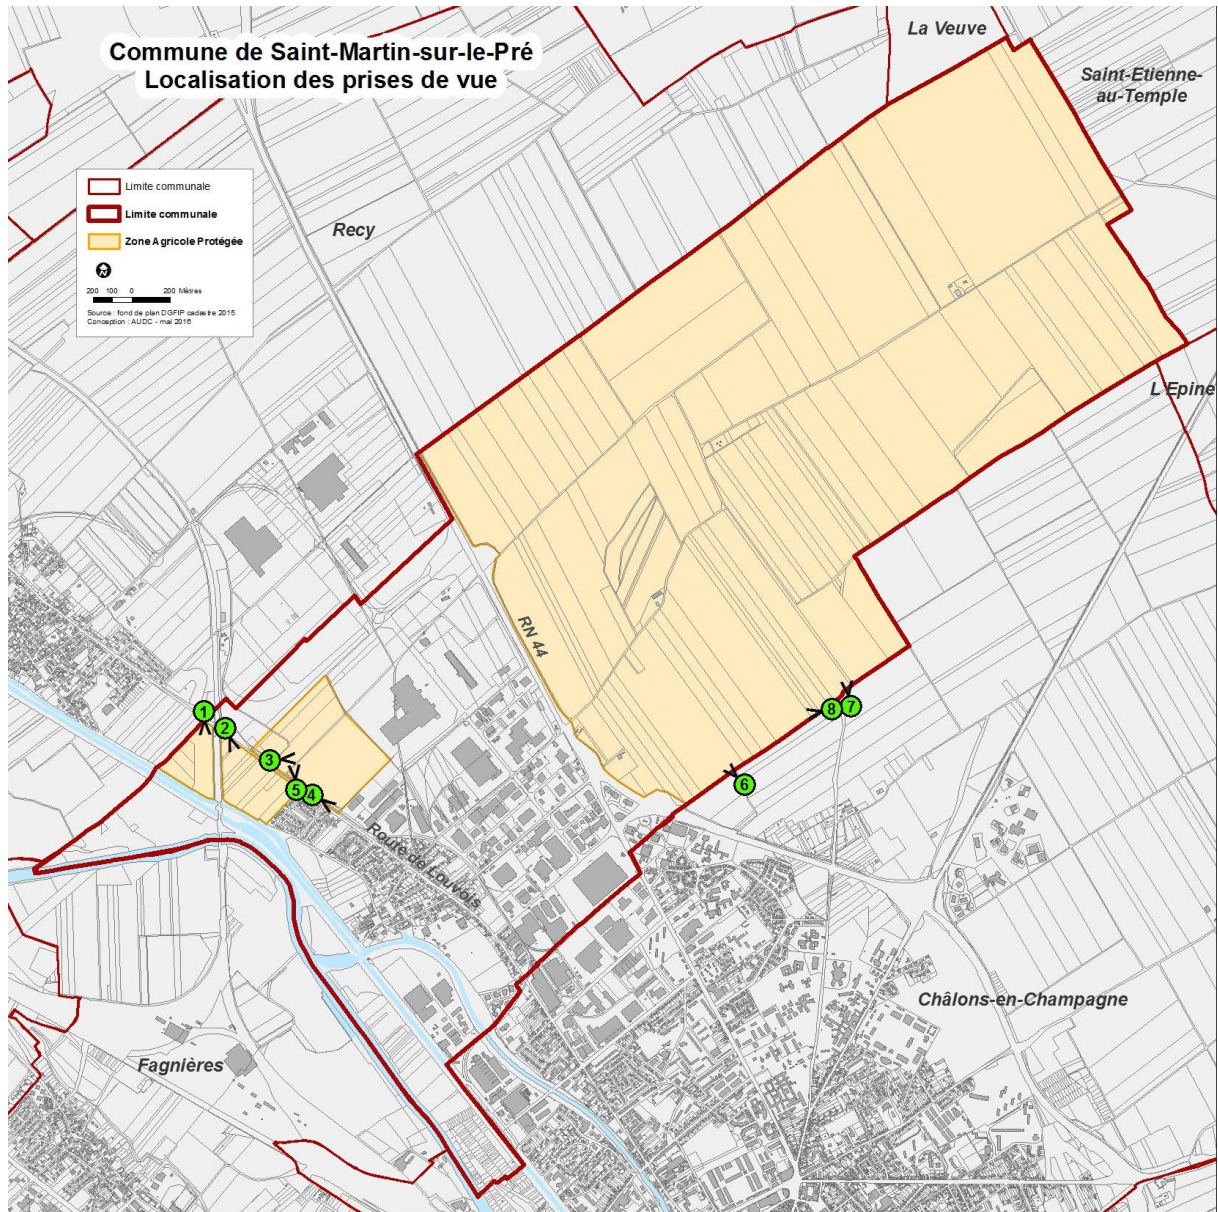 Commune de Saint-Martin-sur-le-Pré
Localisation des prises de vue
La Veuve
Saint-Etienne-
au-Temple
Limite communale
Limite communale
Zone Agricole Protégée
N
200 100 0 200 Mètres
Source : fond de plan DGFIP cadastre 2015
Conception : AUDC - mai 2016
Recy
L'Epine
RN 44
1
2
3
5
4
8
7
6
Route de Louvois
Châlons-en-Champagne
Fagnières